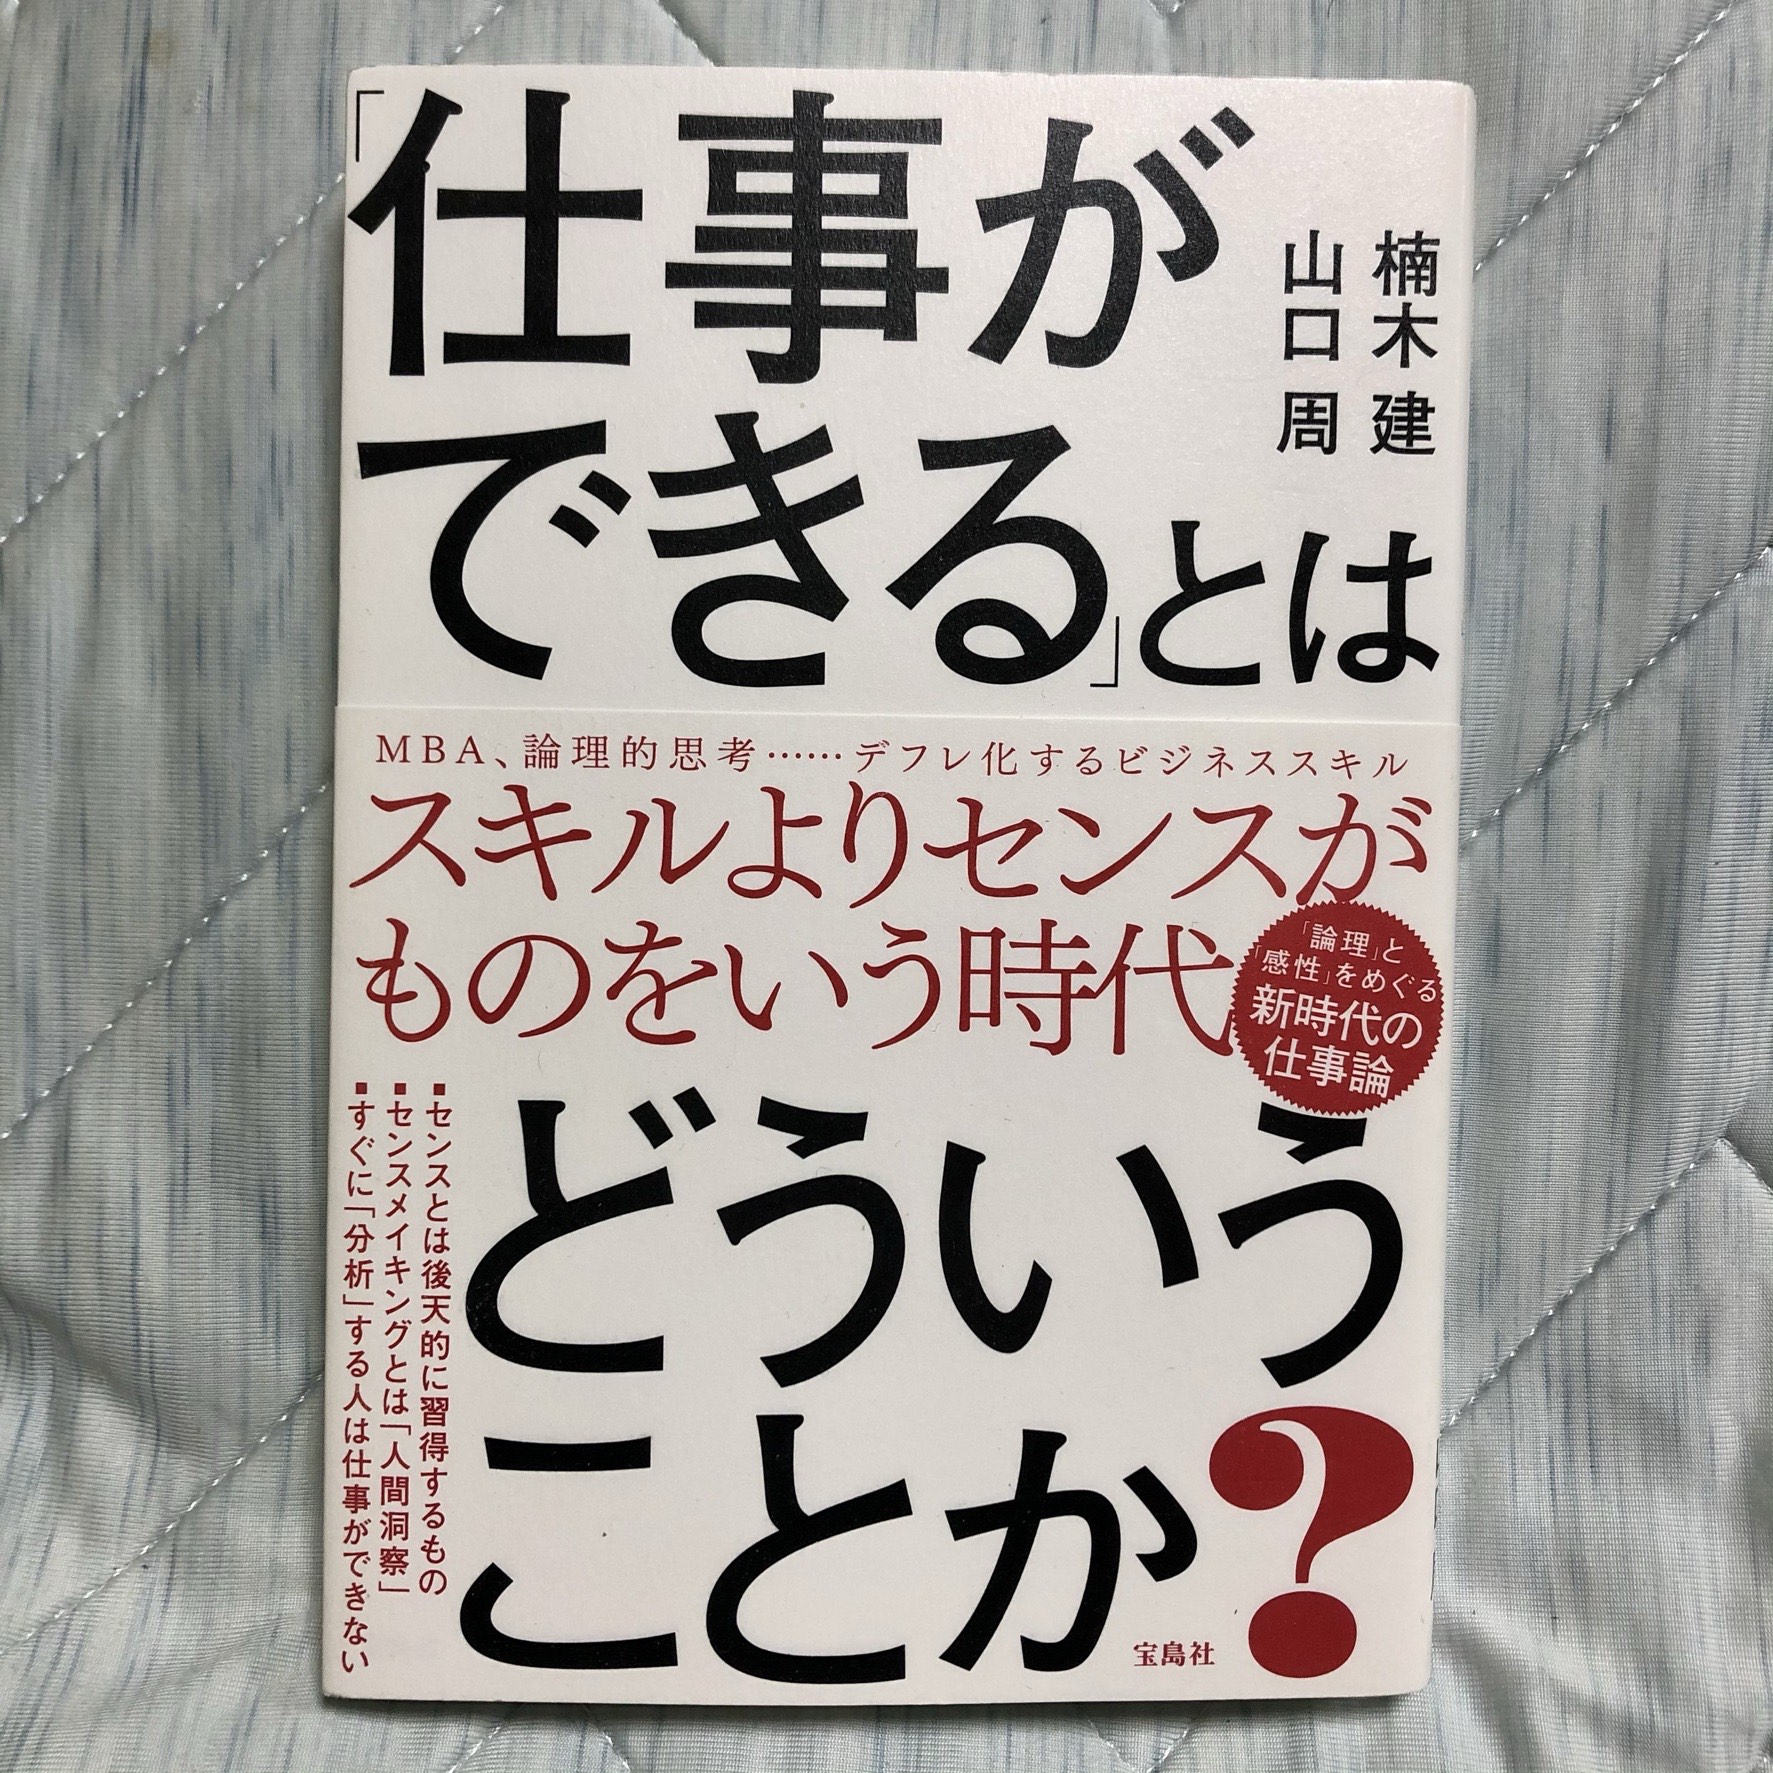 「仕事が
できる」とは
楠木 建
山口 周
MBA、論理的思考……デフレ化するビジネススキル
スキルよりセンスが
ものをいう時代
「論理」と
「感性」をめぐる
新時代の
仕事論
どういう
ことか?
■センスとは後天的に習得するもの
■センスメイキングとは「人間洞察」
■すぐに「分析」する人は仕事ができない
宝島社